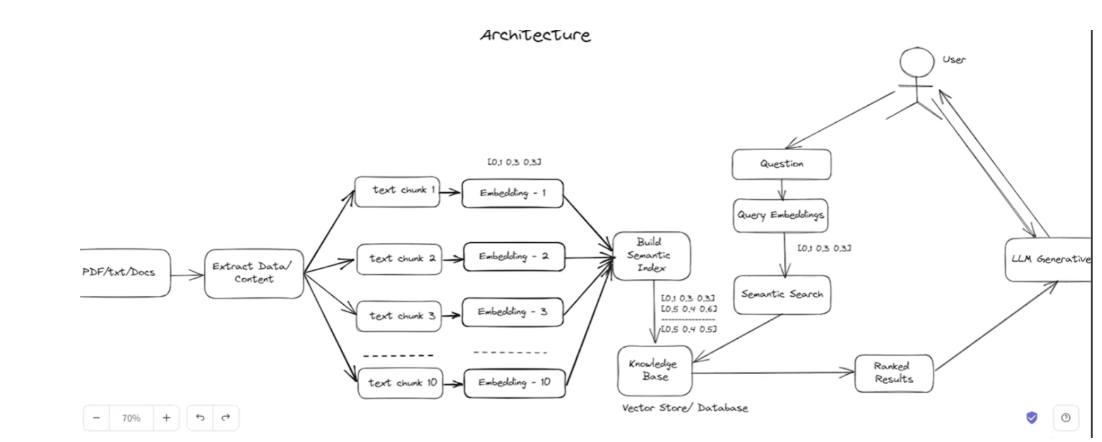 Architecture
User
[0.1 0.3 0.3]
Question
text chunk 1
Embedding - 1
Query Embeddings
Build
Semantic
Index
[0.1 0.3 0.3]
PDF/txt/Docs
Extract Data/
Content
text chunk 2
Embedding - 2
LLM Generative
Semantic Search
[0.1 0.3 0.3]
[0.5 0.4 0.6]
------------
[0.5 0.4 0.5]
text chunk 3
Embedding - 3
Knowledge
Base
Ranked
Results
text chunk 10
Embedding - 10
Vector Store/ Database
70%